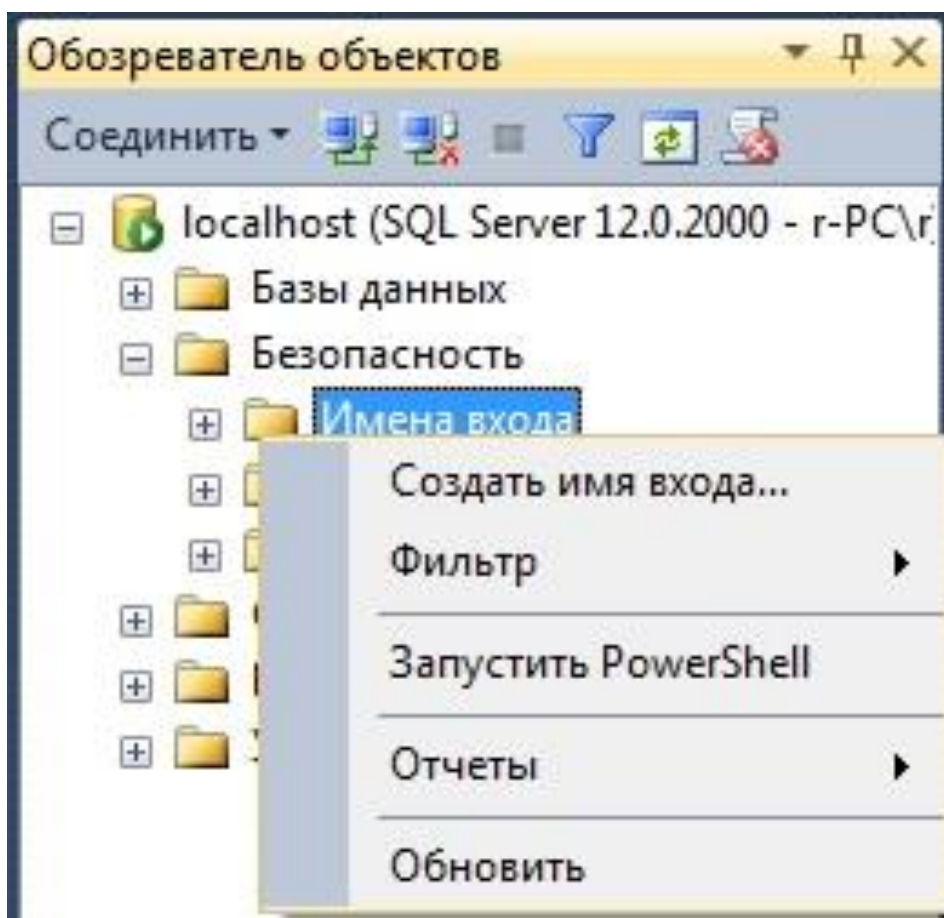 Обозреватель объектов
Соединить
localhost (SQL Server 12.0.2000 - r-PC\r
Базы данных
Безопасность
Имена входа
Создать имя входа...
Фильтр
Запустить PowerShell
Отчеты
Обновить